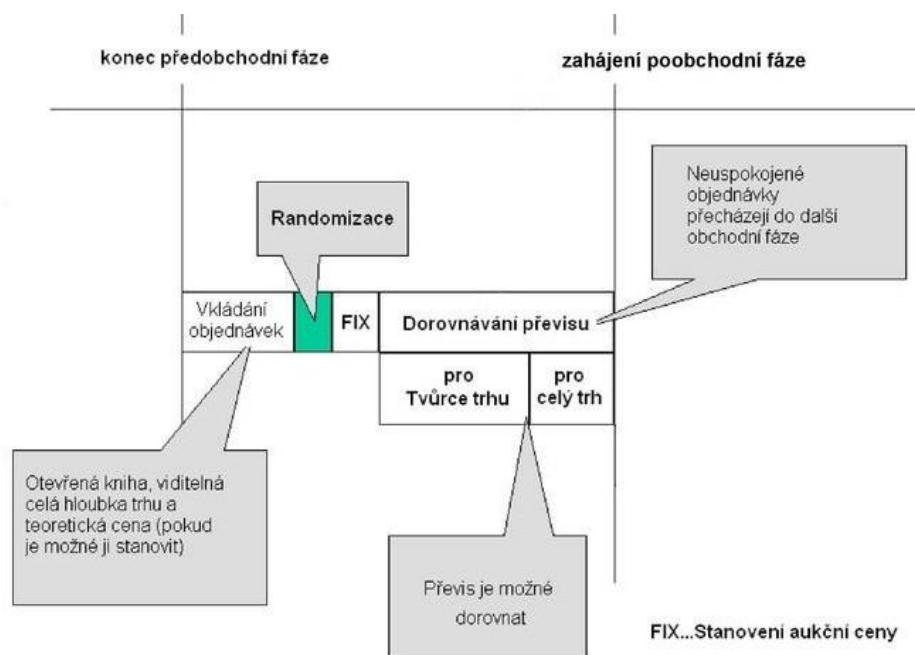 konec předobchodní fáze
zahájení poobchodní fáze
Randomizace
Neuspokojené
objednávky
přecházejí do další
obchodní fáze
Vkládání
objednávek
FIX
Dorovnávání převisu
pro
Tvůrce trhu
pro
celý trh
Otevřená kniha, viditelná
celá hloubka trhu a
teoretická cena (pokud
je možné ji stanovit)
Převis je možné
dorovnat
FIX...Stanovení aukční ceny